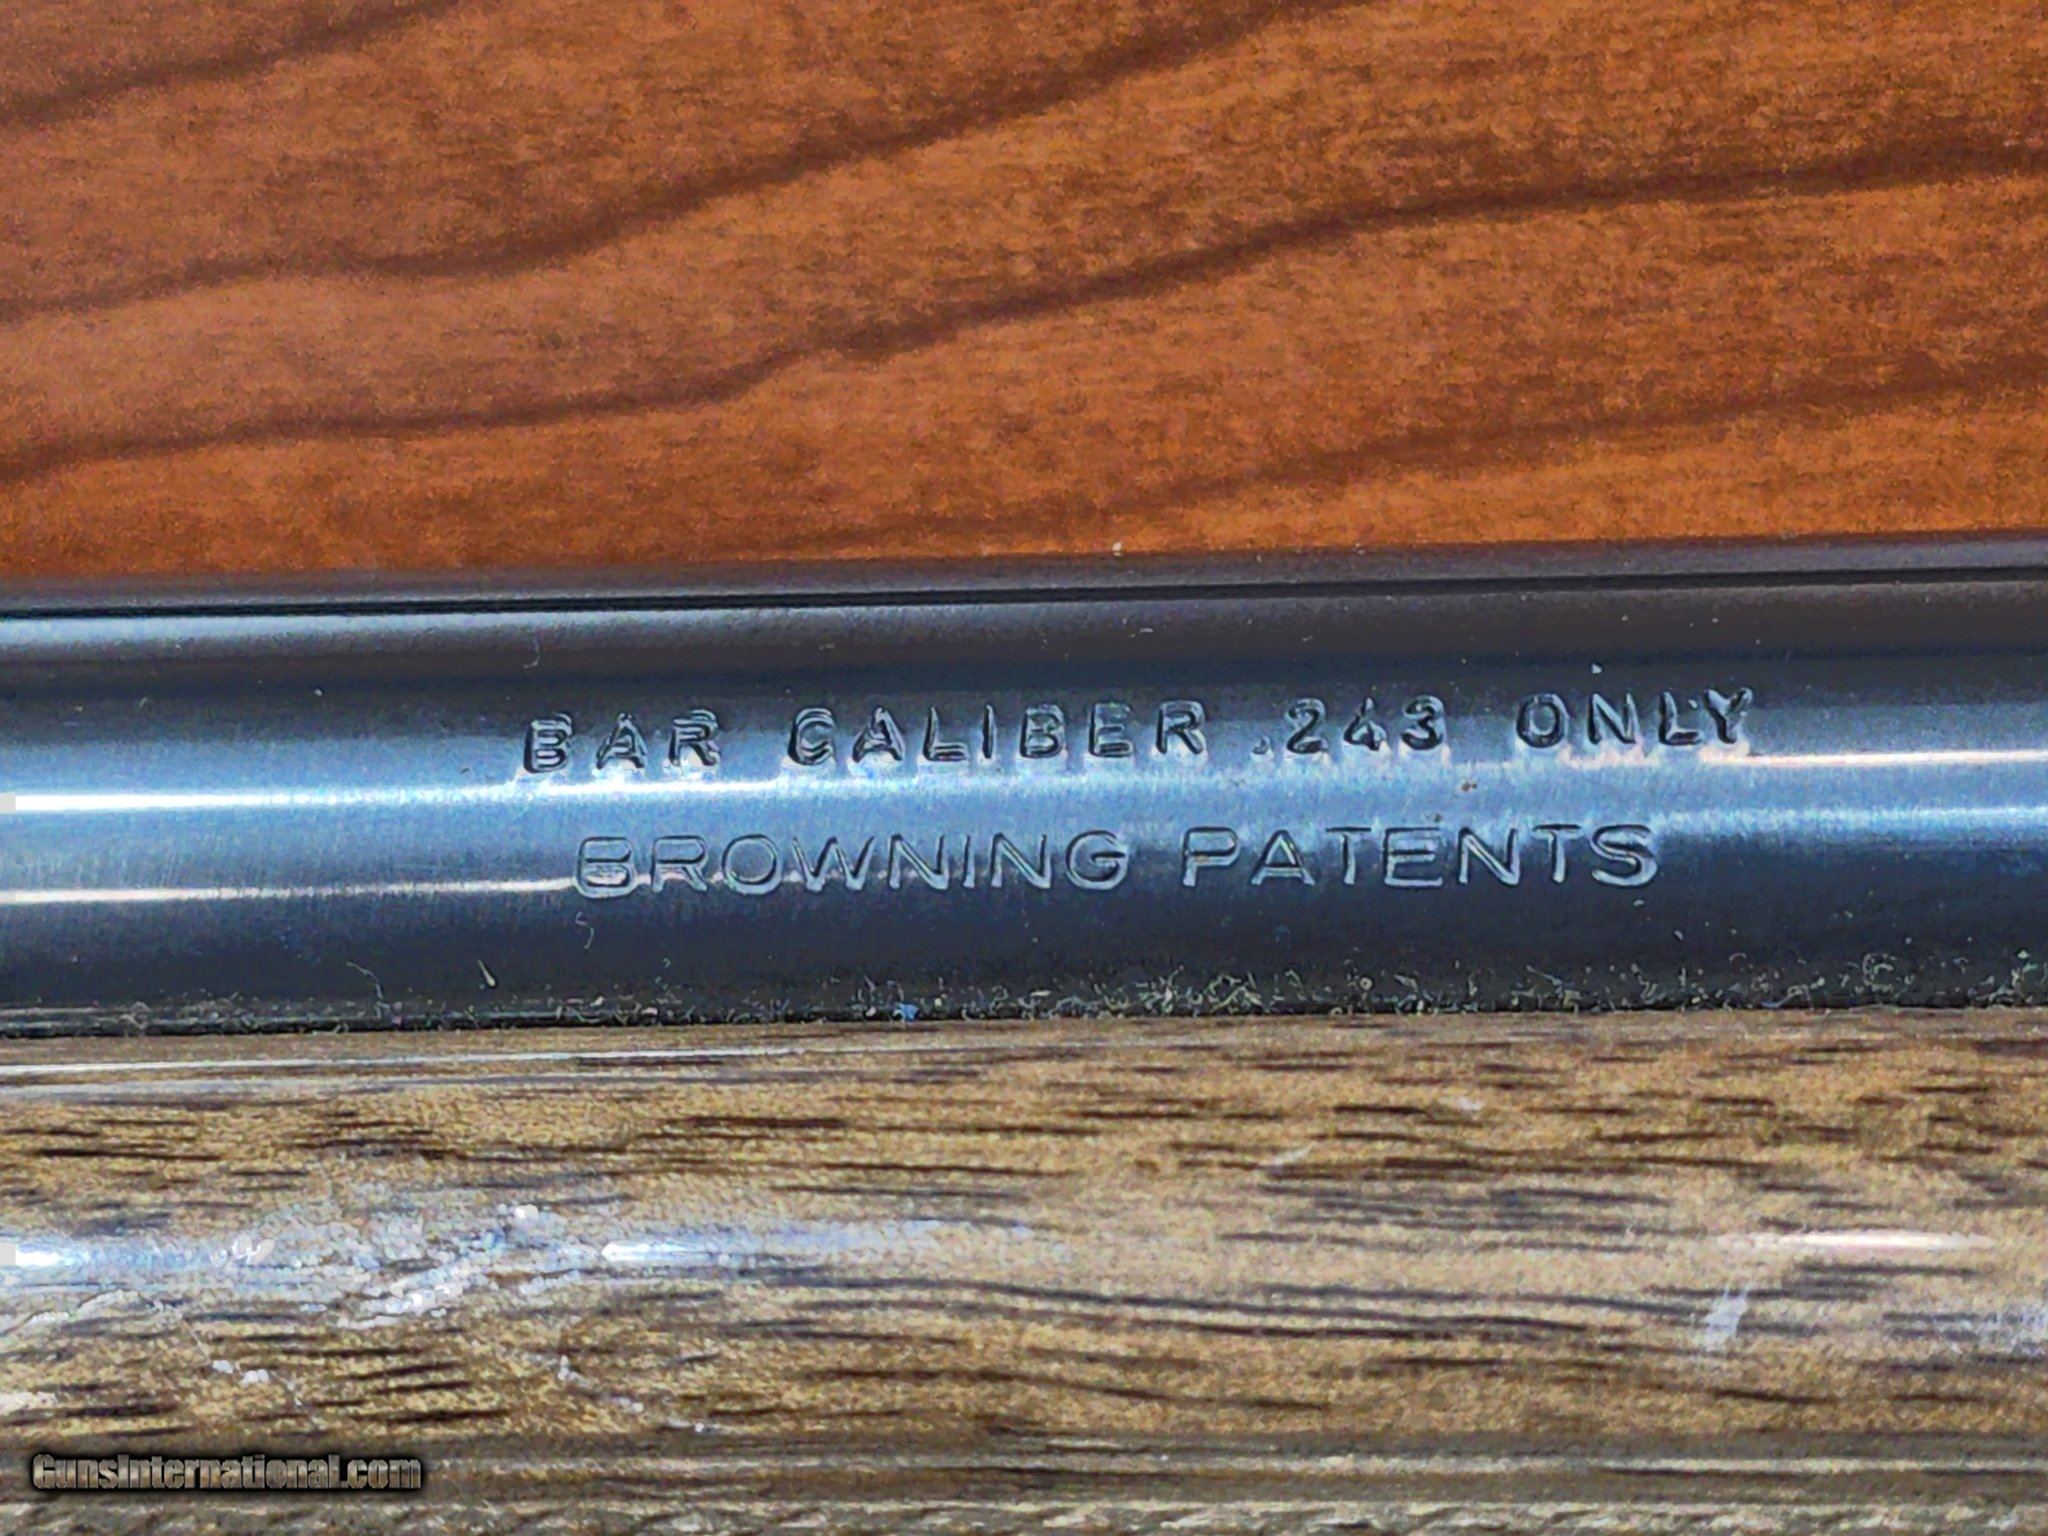 BAR CALIBER .243 ONLY
BROWNING PATENTS
GunsInternational.com